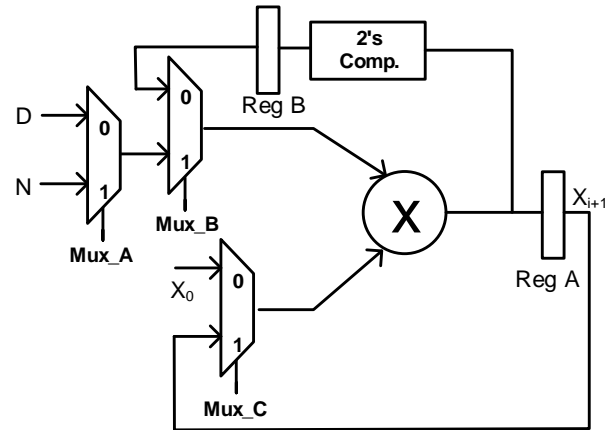 2's
Comp.
Reg B
D
0
N
1
Mux_A
0
1
Mux_B
X
X_{i+1}
Reg A
X_0
0
1
Mux_C